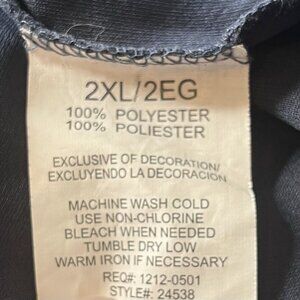 2XL/2EG
100% POLYESTER
100% POLIESTER
EXCLUSIVE OF DECORATION/
EXCLUYENDO LA DECORACION
MACHINE WASH COLD
USE NON-CHLORINE
BLEACH WHEN NEEDED
TUMBLE DRY LOW
WARM IRON IF NECESSARY
REQ#: 1212-0501
STYLE#: 24538